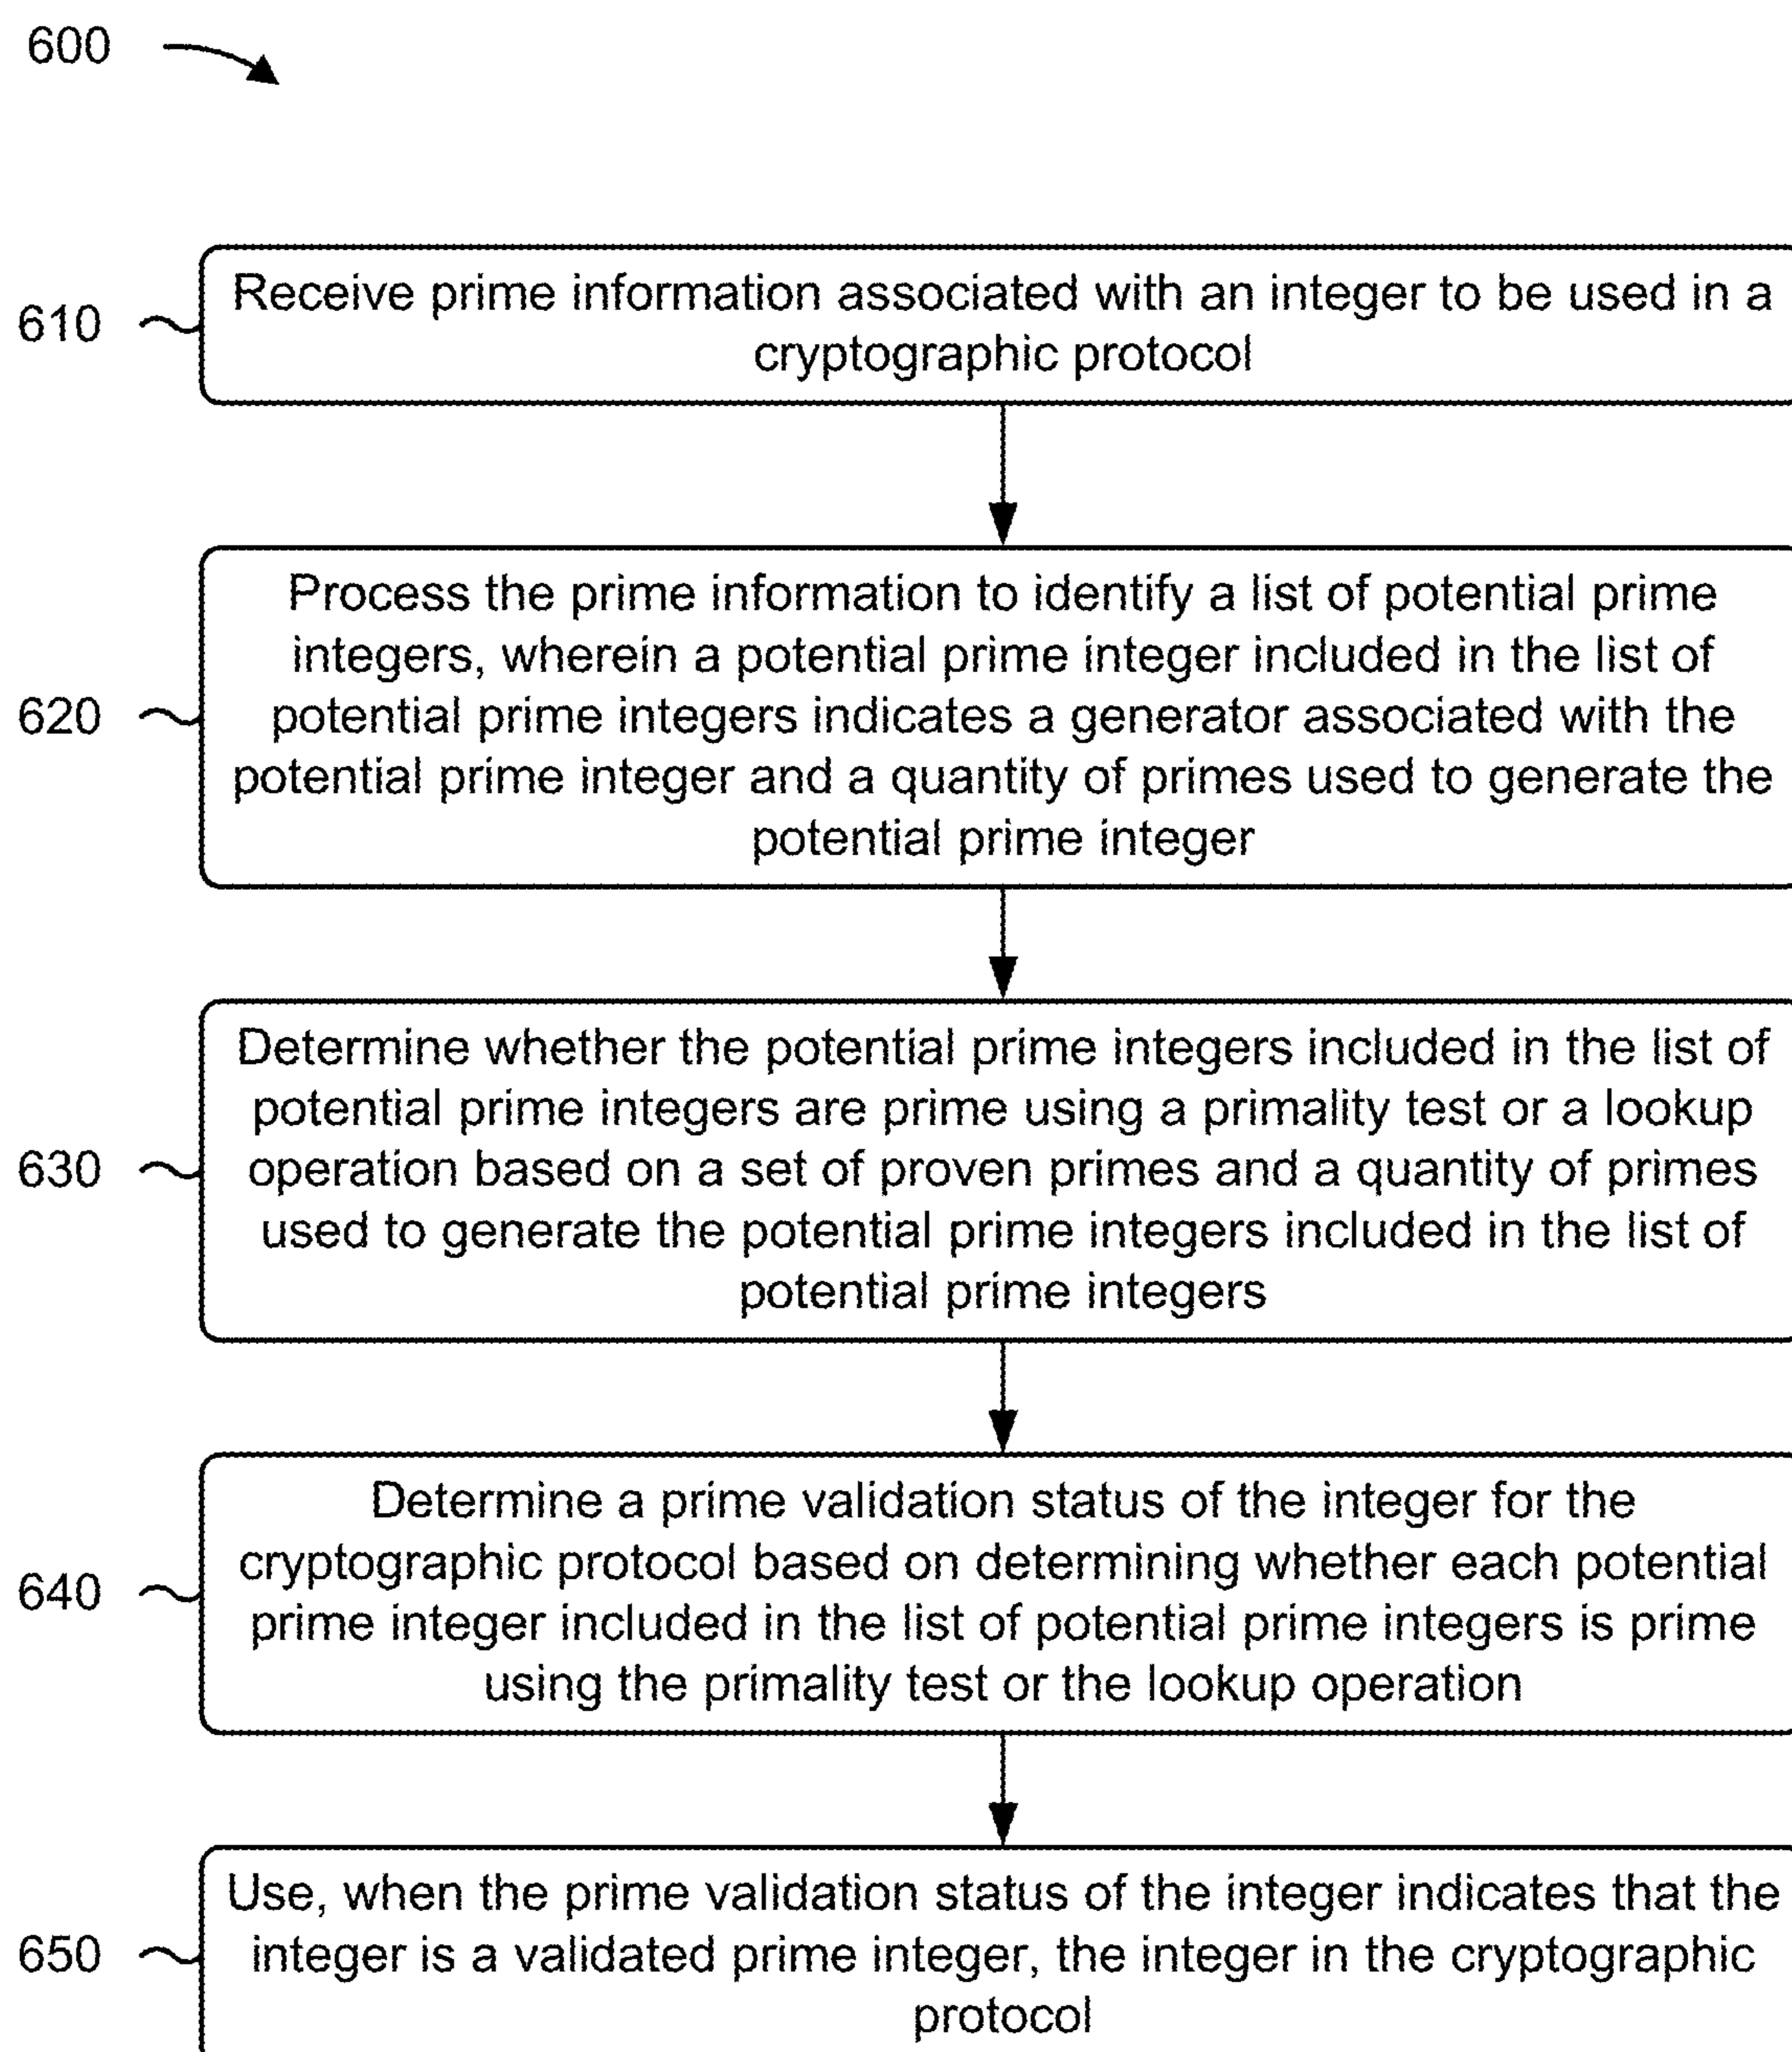 600
610
Receive prime information associated with an integer to be used in a
cryptographic protocol
620
Process the prime information to identify a list of potential prime
integers, wherein a potential prime integer included in the list of
potential prime integers indicates a generator associated with the
potential prime integer and a quantity of primes used to generate the
potential prime integer
630
Determine whether the potential prime integers included in the list of
potential prime integers are prime using a primality test or a lookup
operation based on a set of proven primes and a quantity of primes
used to generate the potential prime integers included in the list of
potential prime integers
640
Determine a prime validation status of the integer for the
cryptographic protocol based on determining whether each potential
prime integer included in the list of potential prime integers is prime
using the primality test or the lookup operation
650
Use, when the prime validation status of the integer indicates that the
integer is a validated prime integer, the integer in the cryptographic
protocol